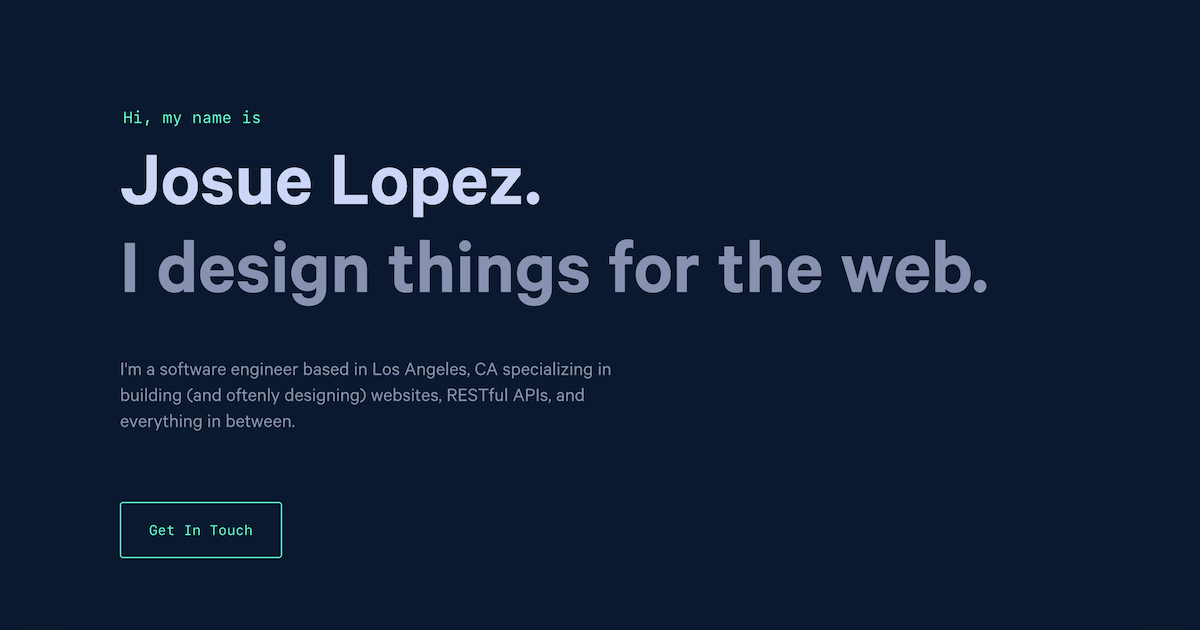 Hi, my name is
Josue Lopez.
I design things for the web.
I'm a software engineer based in Los Angeles, CA specializing in
building (and oftenly designing) websites, RESTful APIs, and
everything in between.
Get In Touch